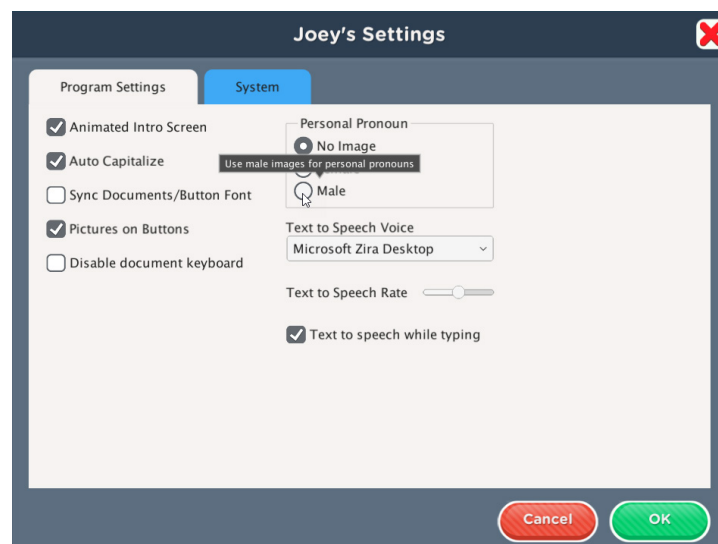 Joey's Settings
Program Settings
System
Animated Intro Screen
Auto Capitalize
Sync Documents/Button Font
Pictures on Buttons
Disable document keyboard
Personal Pronoun
No Image
Use male images for personal pronouns
Male
Text to Speech Voice
Microsoft Zira Desktop
Text to Speech Rate
Text to speech while typing
Cancel
OK